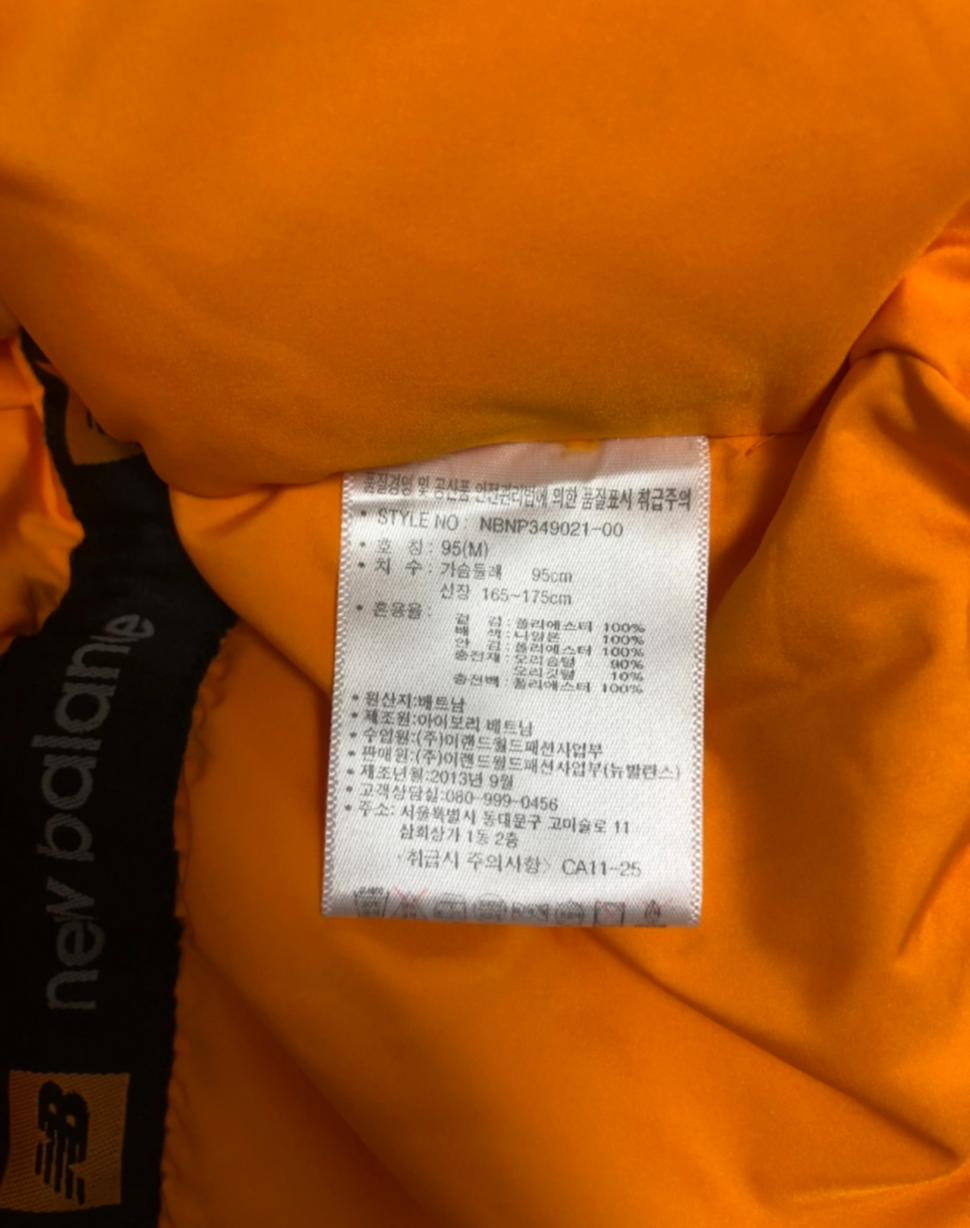 품질경영 및 공산품 안전관리법에 의한 품질표시 취급주의
• STYLE NO : NBNP349021-00
• 호 칭 : 95(M)
• 치 수 : 가슴둘레 95cm
신장 165~175cm
• 혼용율 :
겉 감 : 폴리에스터 100%
배 색 : 나일론 100%
안 감 : 폴리에스터 100%
충전재 : 오리솜털 90%
오리깃털 10%
충전백 : 폴리에스터 100%
• 원산지:베트남
• 제조원:아이보리 베트남
• 수입원:(주)이랜드월드패션사업부
• 판매원:(주)이랜드월드패션사업부(뉴발란스)
• 제조년월:2013년 9월
• 고객상담실:080-999-0456
• 주소: 서울특별시 동대문구 고미술로 11
삼희상가 1동 2층
〈취급시 주의사항〉 CA11-25
new balance
NB